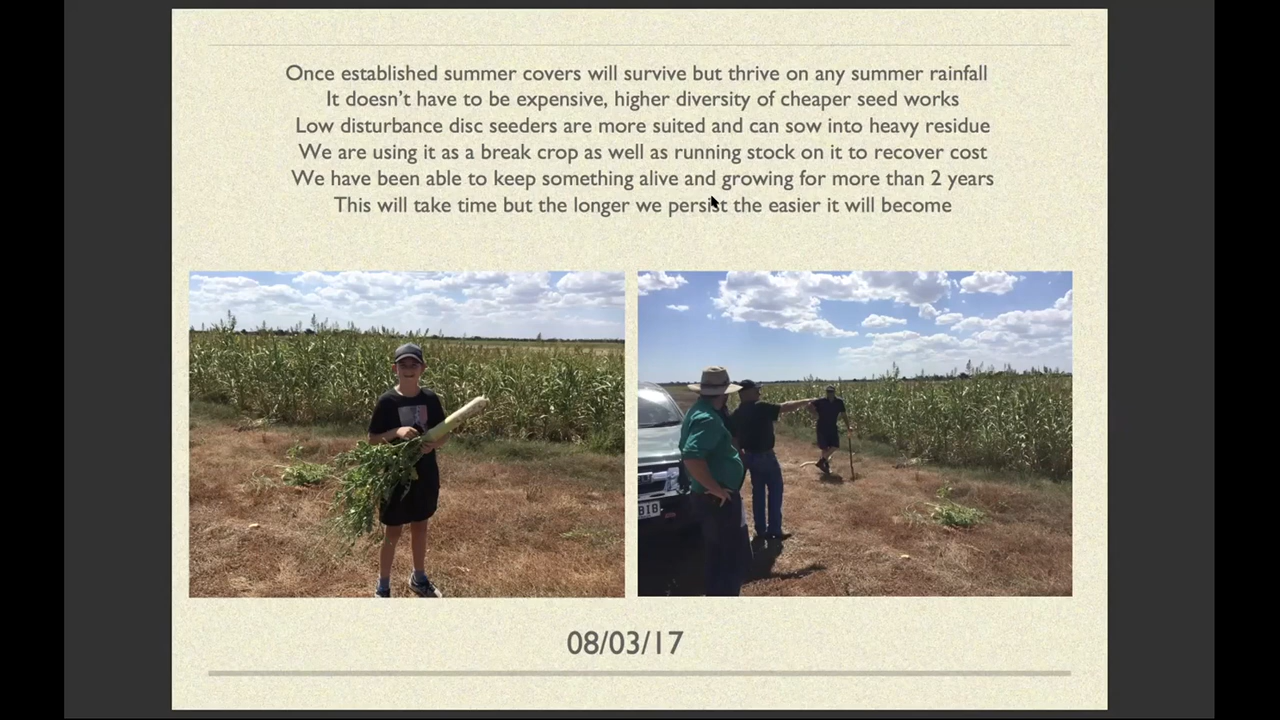 Once established summer covers will survive but thrive on any summer rainfall
It doesn't have to be expensive, higher diversity of cheaper seed works
Low disturbance disc seeders are more suited and can sow into heavy residue
We are using it as a break crop as well as running stock on it to recover cost
We have been able to keep something alive and growing for more than 2 years
This will take time but the longer we persist the easier it will become
08/03/17